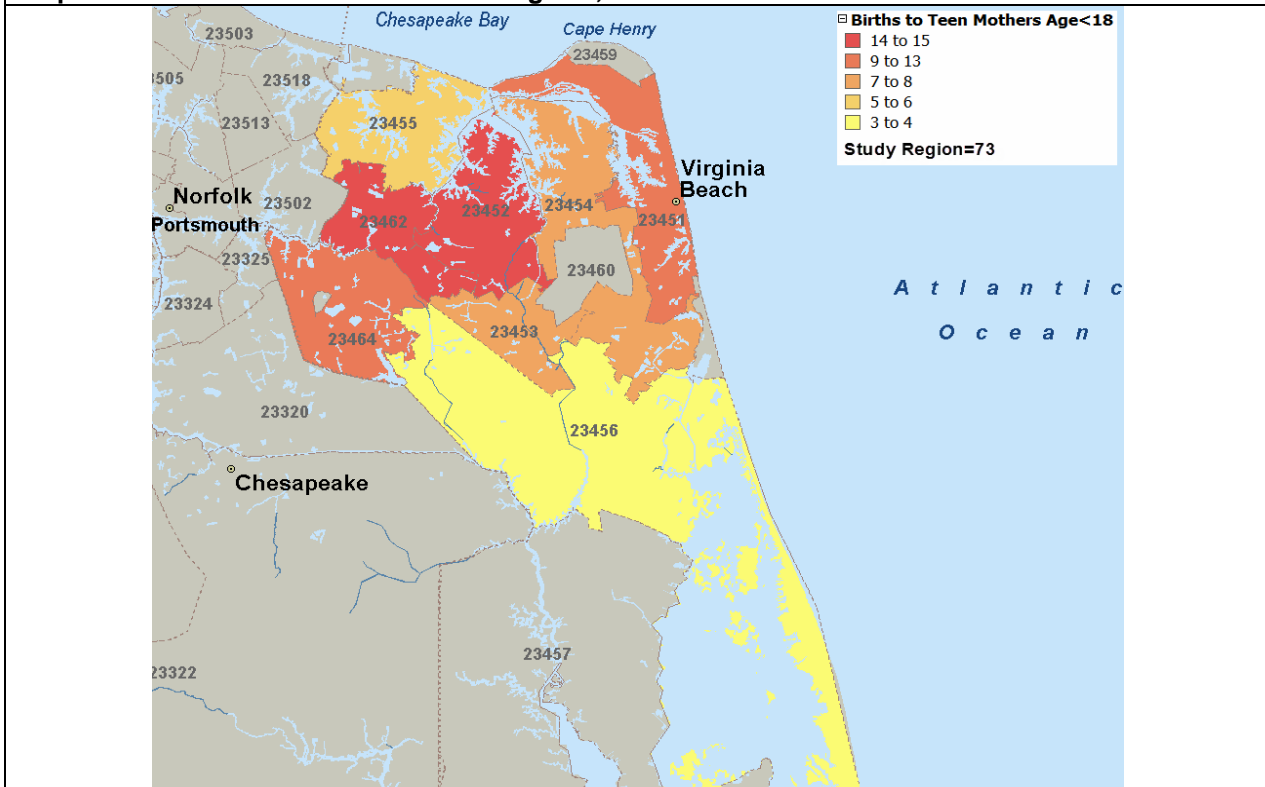 Chesapeake Bay
Cape Henry
Births to Teen Mothers Age<18
14 to 15
9 to 13
7 to 8
5 to 6
3 to 4
Study Region=73
23503
23459
23518
23513
23455
Virginia
Beach
Norfolk
Portsmouth
23502
23462
23452
23454
23451
23325
23460
23324
23464
23453
Atlantic
Ocean
23320
23456
Chesapeake
23457
23322